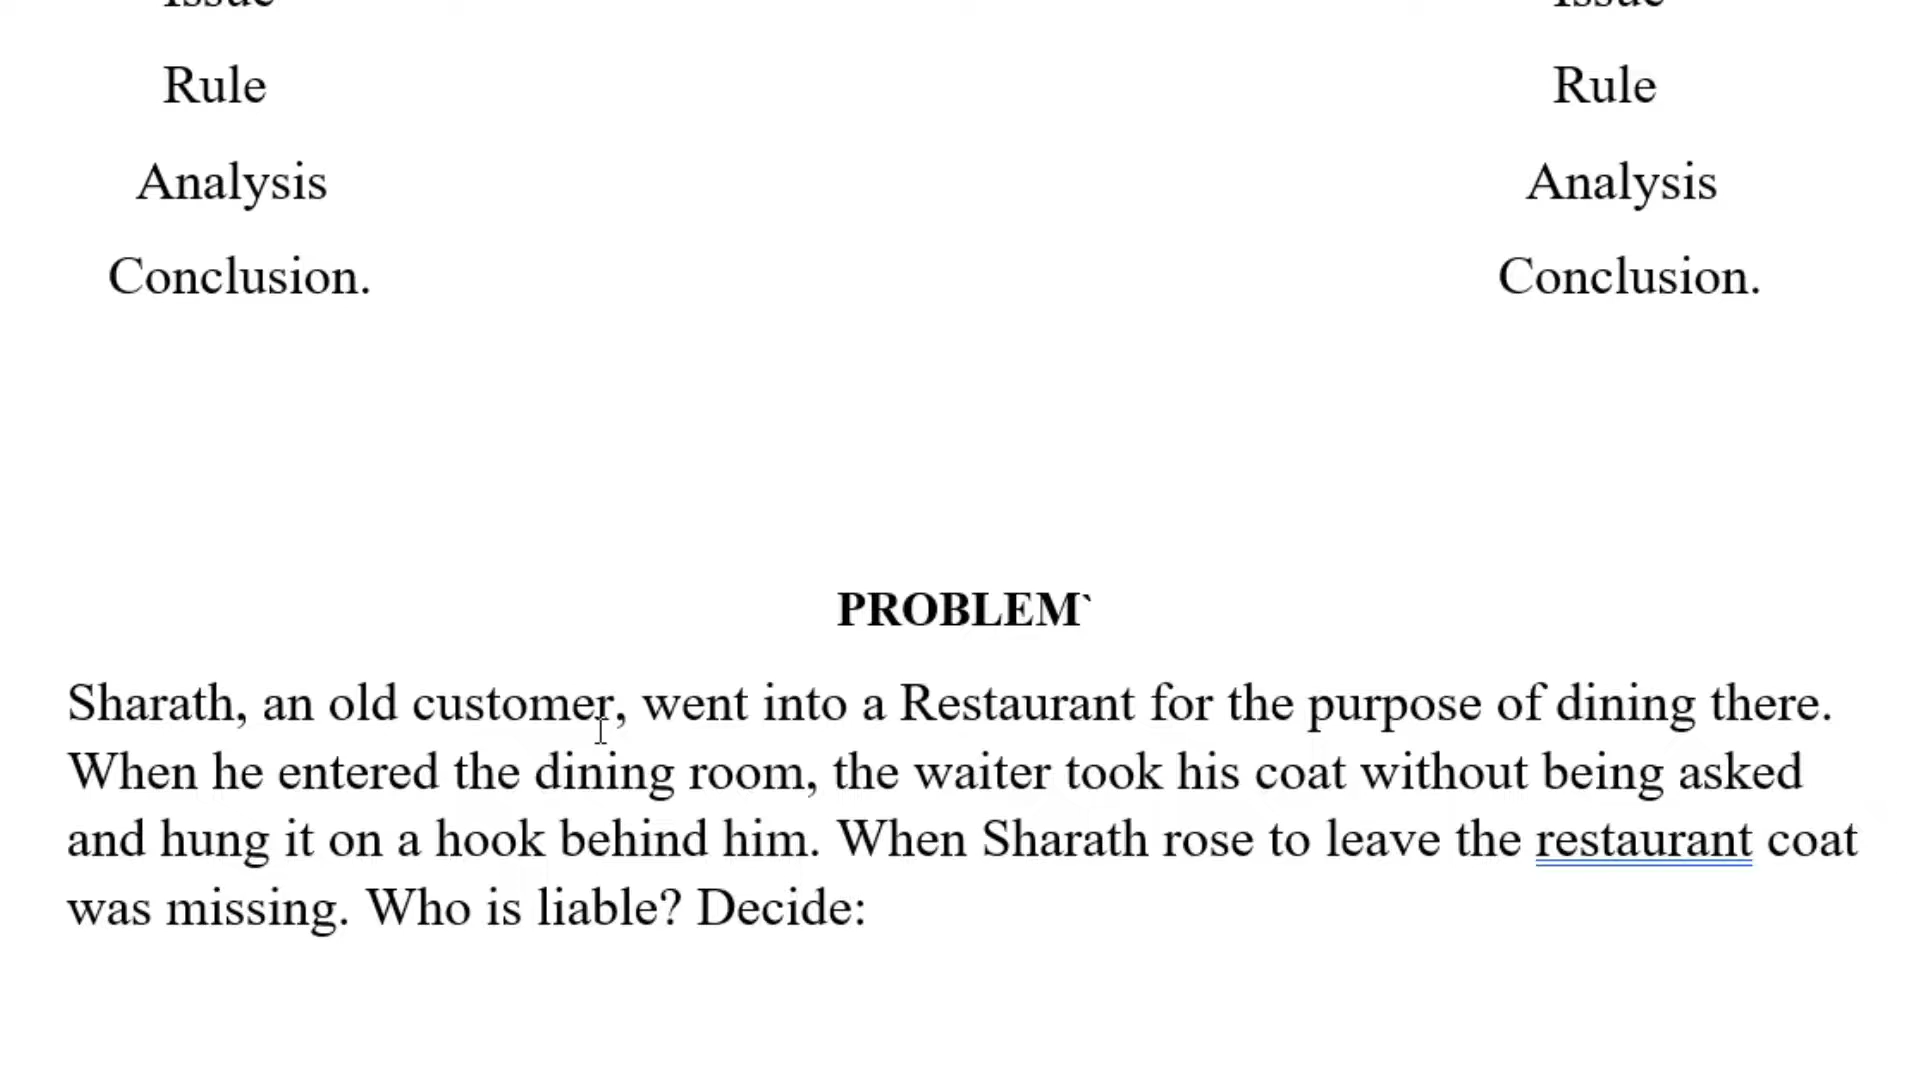 Issue Issue
Rule Rule
Analysis Analysis
Conclusion. Conclusion.
PROBLEM`
Sharath, an old customer, went into a Restaurant for the purpose of dining there.
When he entered the dining room, the waiter took his coat without being asked
and hung it on a hook behind him. When Sharath rose to leave the restaurant coat
was missing. Who is liable? Decide: